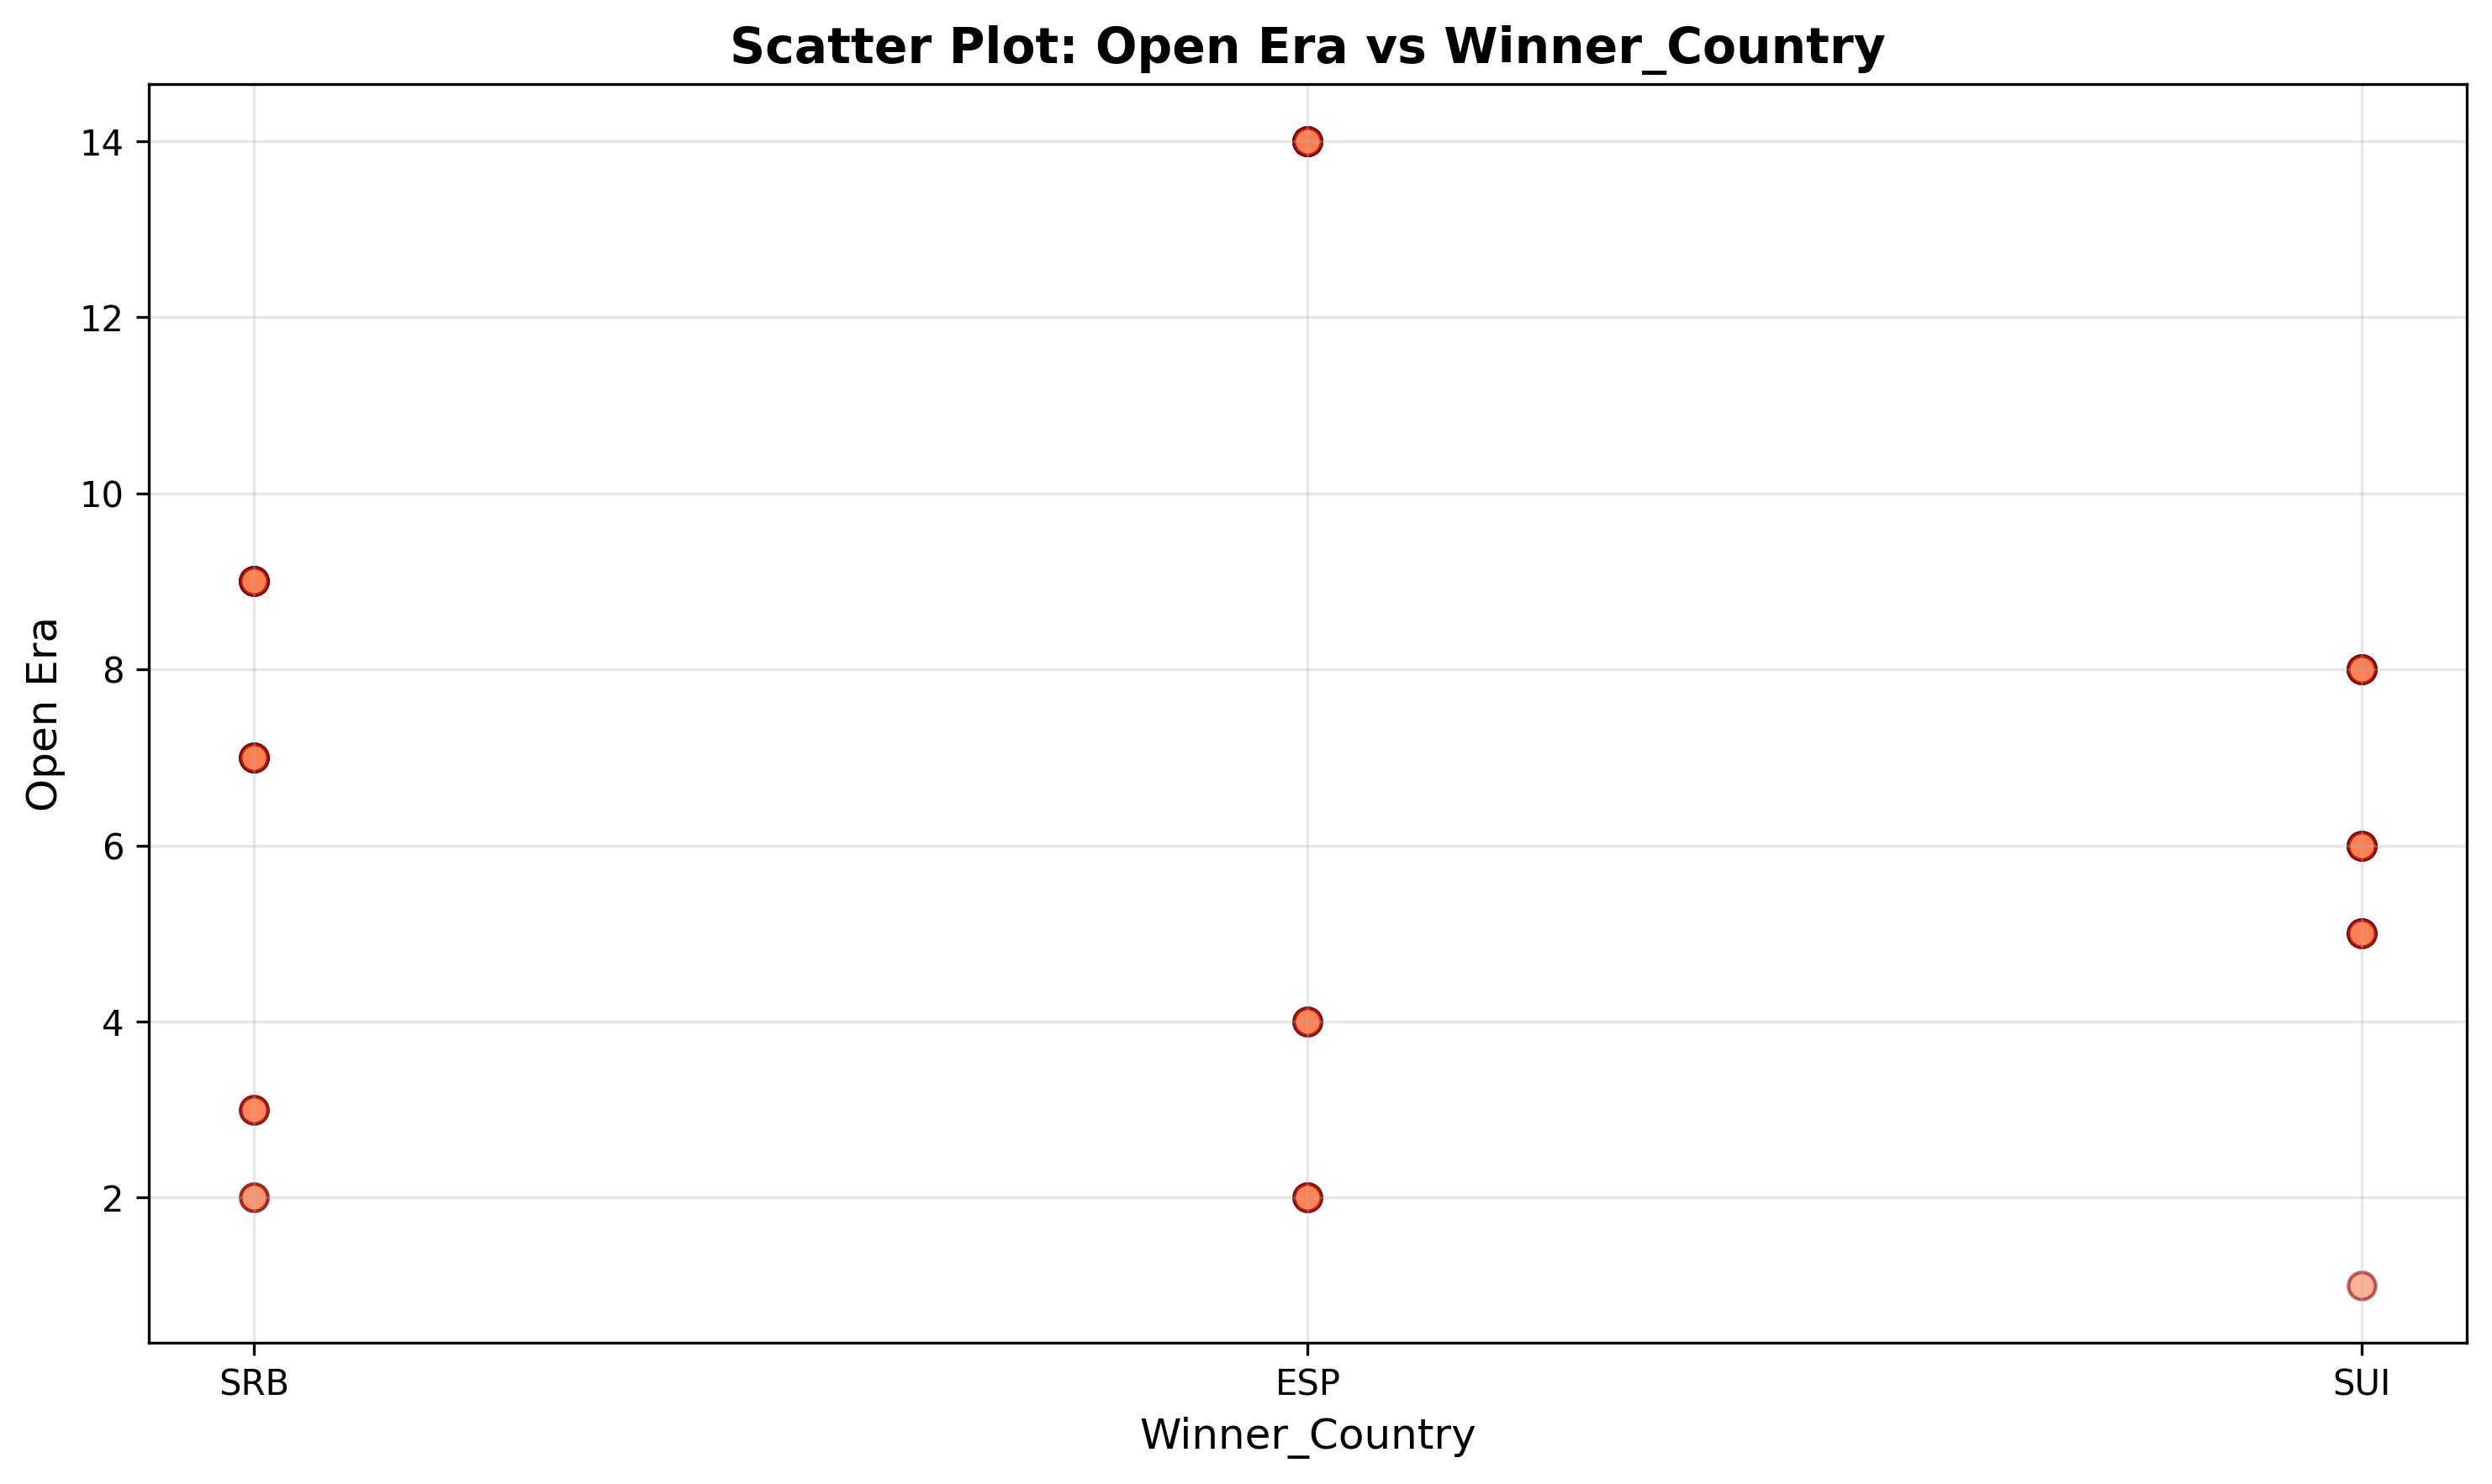 Scatter Plot: Open Era vs Winner_Country
14
12
10
8
6
4
2
Open Era
SRB
ESP
SUI
Winner_Country